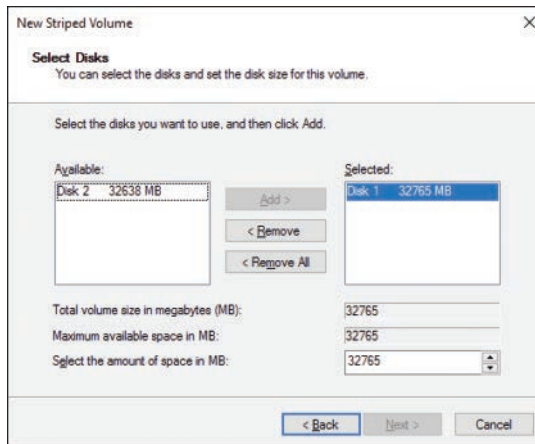 New Striped Volume
Select Disks
You can select the disks and set the disk size for this volume.
Select the disks you want to use, and then click Add.
Available:
Disk 2 32638 MB
Add >
< Remove
< Remove All
Selected:
Disk 1 32765 MB
Total volume size in megabytes (MB): 32765
Maximum available space in MB: 32765
Select the amount of space in MB: 32765
< Back Next > Cancel